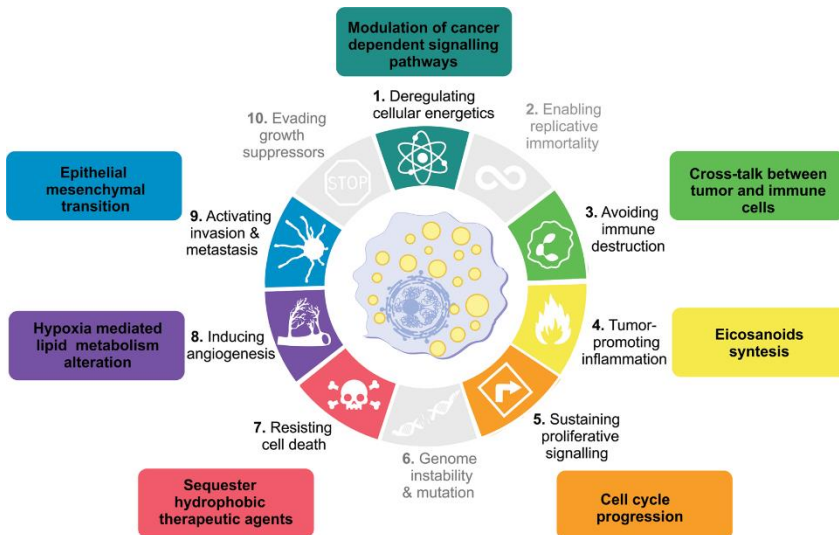 Modulation of cancer
dependent signalling
pathways
1. Deregulating
cellular energetics
2. Enabling
replicative
immortality
Cross-talk between
tumor and immune
cells
3. Avoiding
immune
destruction
Eicosanoids
syntesis
4. Tumor-
promoting
inflammation
Cell cycle
progression
5. Sustaining
proliferative
signalling
6. Genome
instability
& mutation
Sequester
hydrophobic
therapeutic agents
7. Resisting
cell death
Hypoxia mediated
lipid metabolism
alteration
8. Inducing
angiogenesis
Epithelial
mesenchymal
transition
9. Activating
invasion &
metastasis
10. Evading
growth
suppressors
STOP